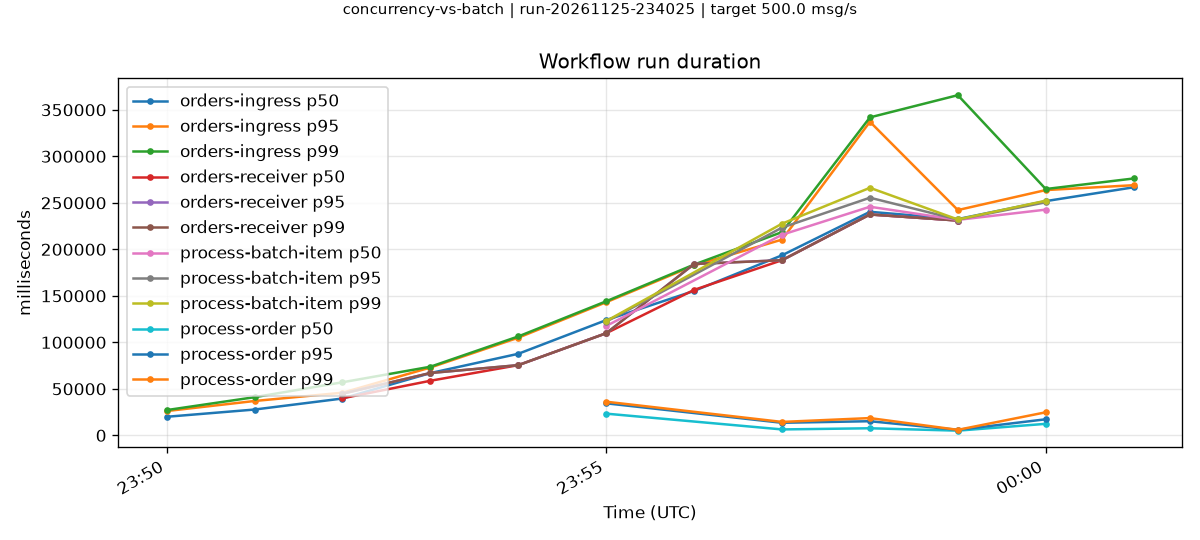 concurrency-vs-batch | run-20261125-234025 | target 500.0 msg/s
Workflow run duration
350000
300000
250000
200000
150000
100000
50000
0
milliseconds
orders-ingress p50
orders-ingress p95
orders-ingress p99
orders-receiver p50
orders-receiver p95
orders-receiver p99
process-batch-item p50
process-batch-item p95
process-batch-item p99
process-order p50
process-order p95
process-order p99
23:50
23:55
00:00
Time (UTC)